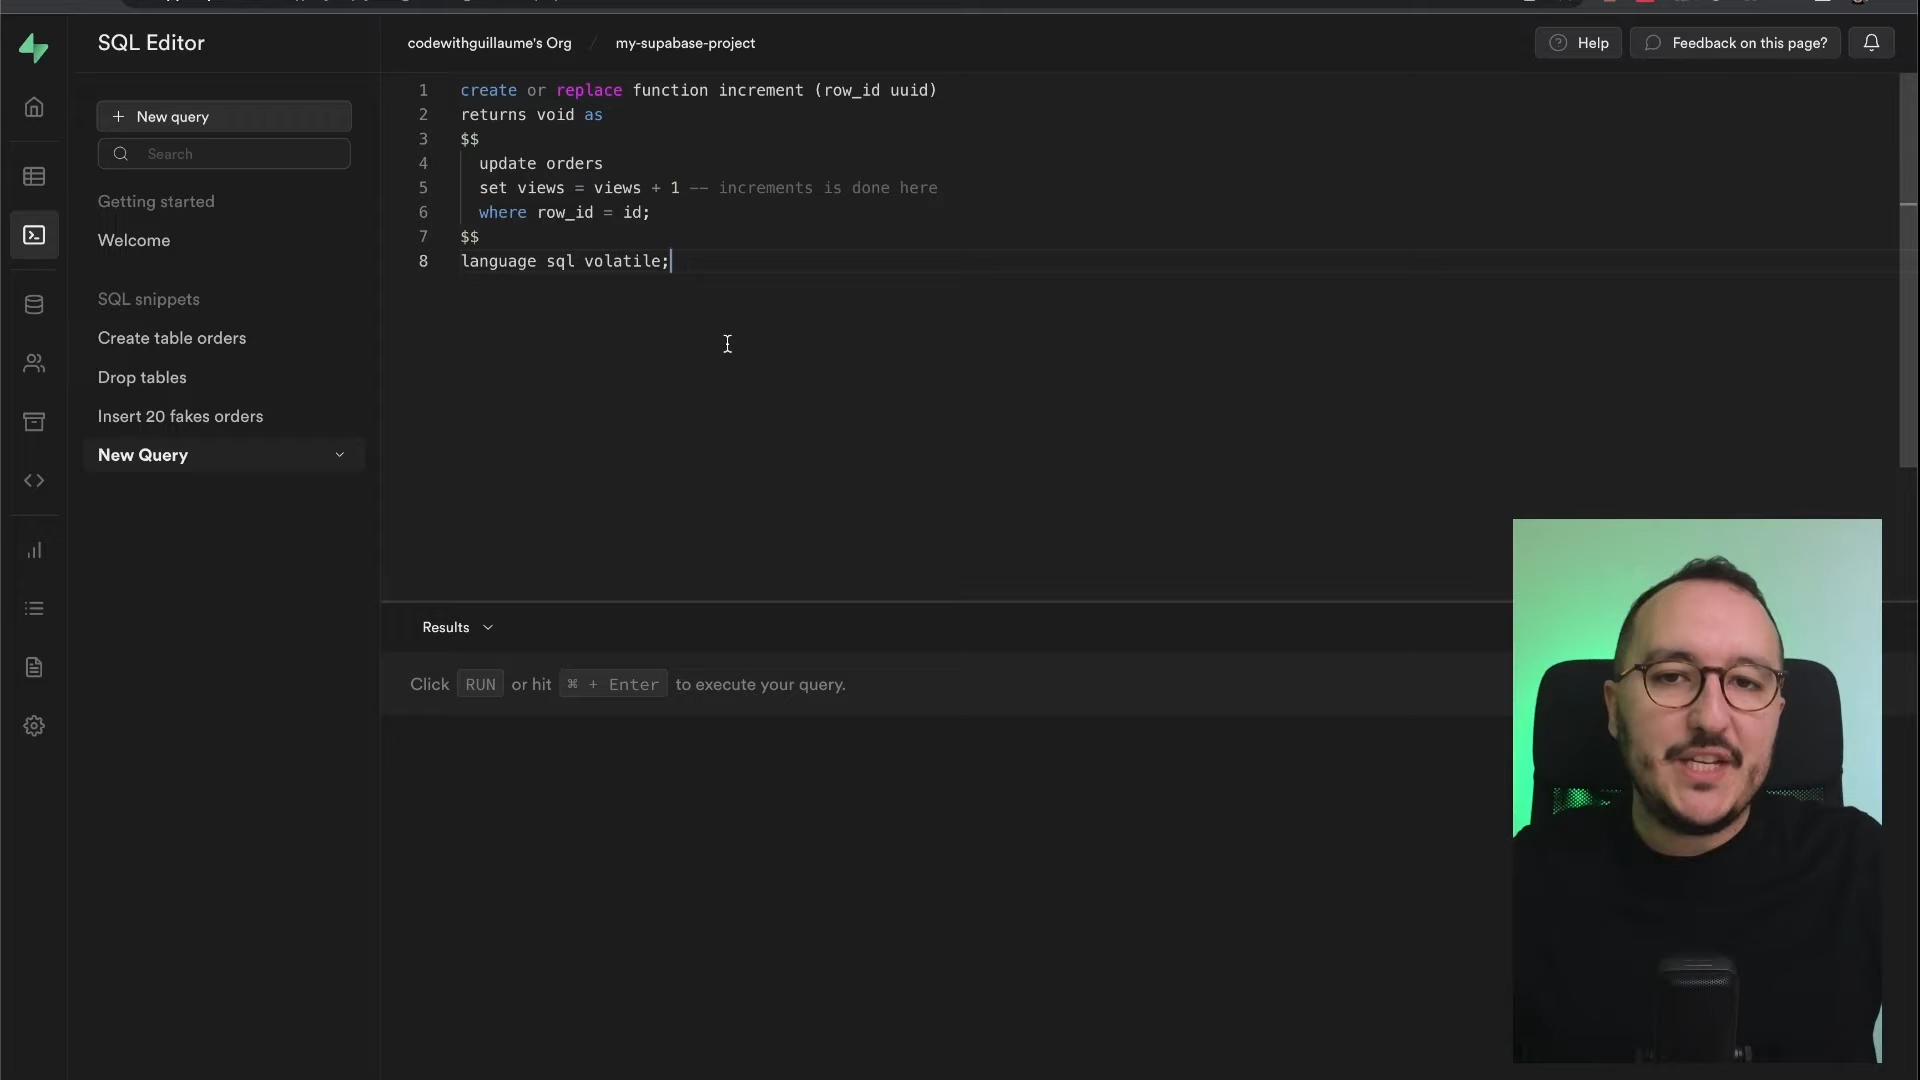 SQL Editor
codewithguillaume's Org / my-supabase-project
Help
Feedback on this page?
+ New query
Search
Getting started
Welcome
SQL snippets
Create table orders
Drop tables
Insert 20 fakes orders
New Query
1 create or replace function increment (row_id uuid)
2 returns void as
3 $$
4 update orders
5 set views = views + 1 -- increments is done here
6 where row_id = id;
7 $$
8 language sql volatile;
Results
Click RUN or hit ⌘ + Enter to execute your query.